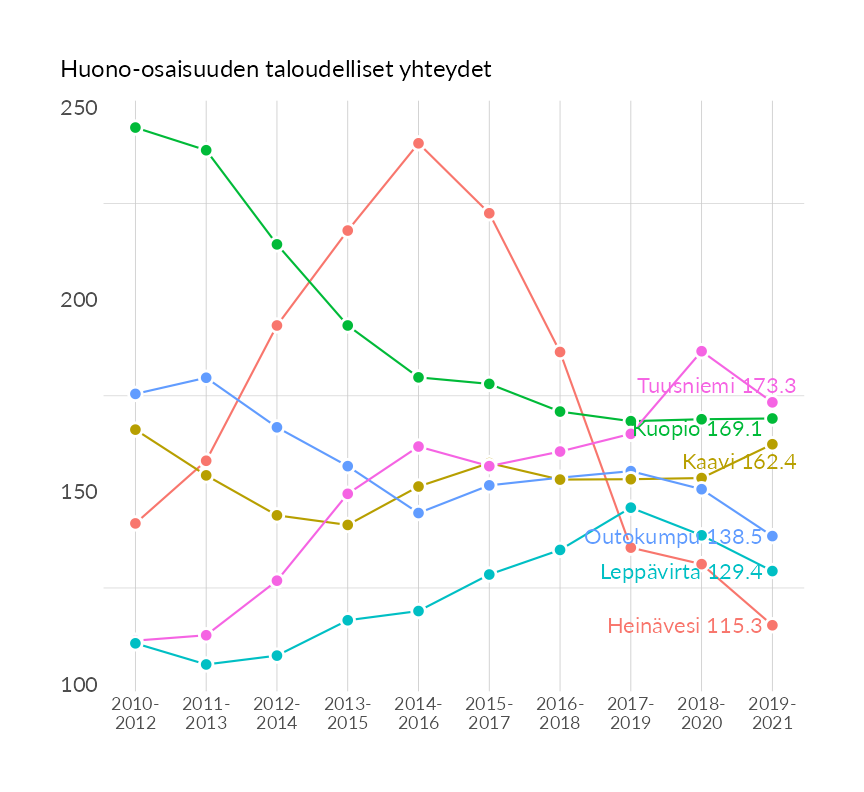 Huono-osaisuuden taloudelliset yhteydet
250
200
150
100
Tuusniemi 173.3
Kuopio 169.1
Kaavi 162.4
Outokumpu 138.5
Leppävirta 129.4
Heinävesi 115.3
2010- 2011- 2012- 2013- 2014- 2015- 2016- 2017- 2018- 2019-
2012 2013 2014 2015 2016 2017 2018 2019 2020 2021